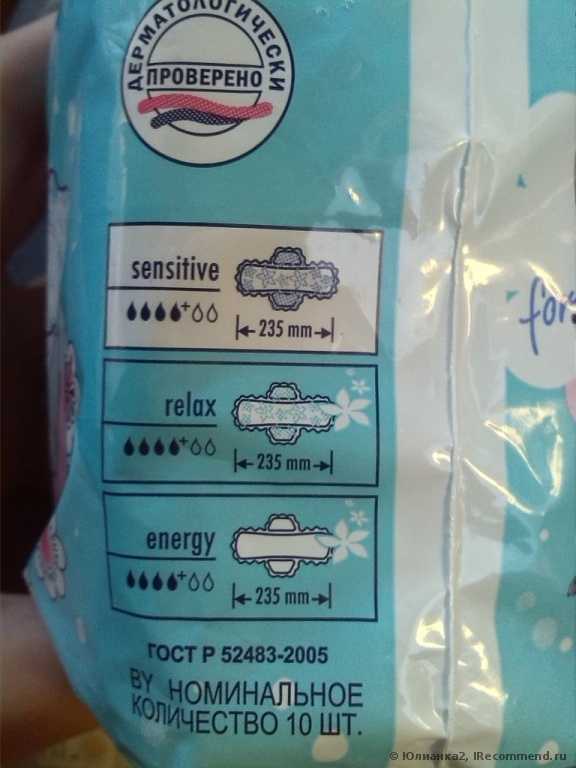 ДЕРМАТОЛОГИЧЕСКИ
ПРОВЕРЕНО
sensitive
+
235 mm
for
relax
+
235 mm
energy
+
235 mm
ГОСТ Р 52483-2005
BY НОМИНАЛЬНОЕ
КОЛИЧЕСТВО 10 ШТ.
© Юлианка2, IRecommend.ru